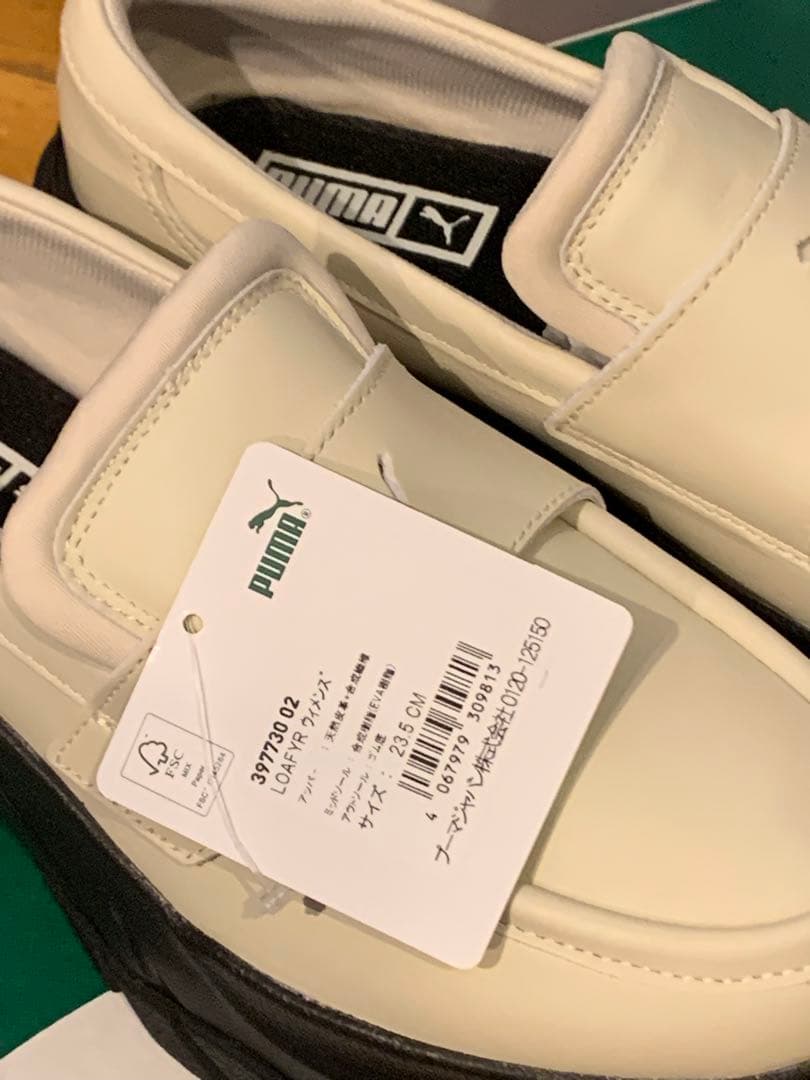 PUMA
PUMA®
397730 02
LOAFYR ウィメンズ
アッパー : 天然皮革+合成繊維
ミッドソール : 合成樹脂(EVA樹脂)
アウトソール : ゴム底
サイズ : 23.5 CM
4 067979 309813
プーマジャパン株式会社 0120-125150
FSC
MIX
Paper